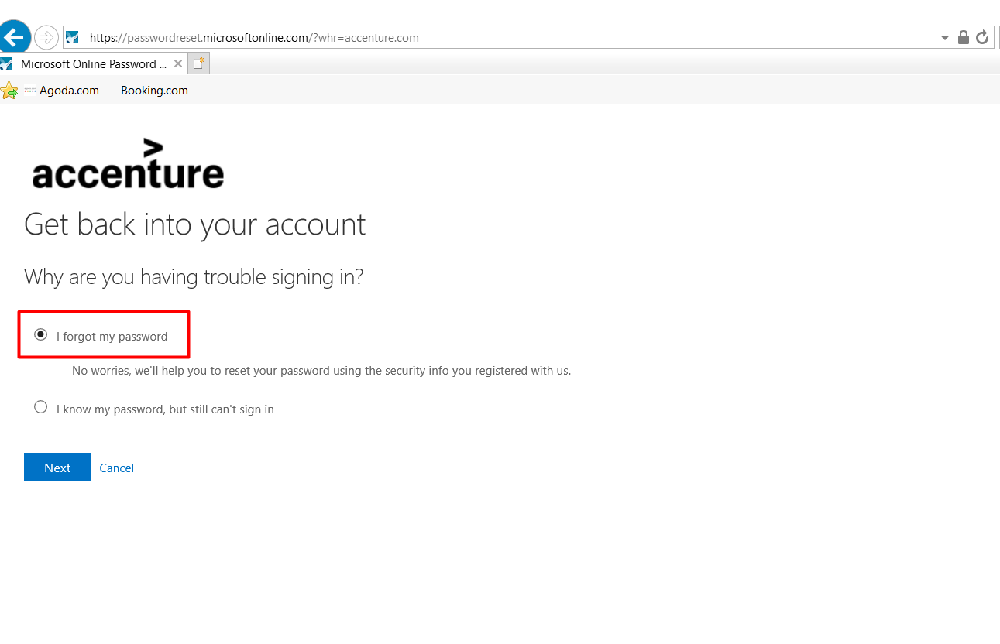 https://passwordreset.microsoftonline.com/?whr=accenture.com
Microsoft Online Password ...
Agoda.com Booking.com
accenture
Get back into your account
Why are you having trouble signing in?
I forgot my password
No worries, we'll help you to reset your password using the security info you registered with us.
I know my password, but still can't sign in
Next Cancel